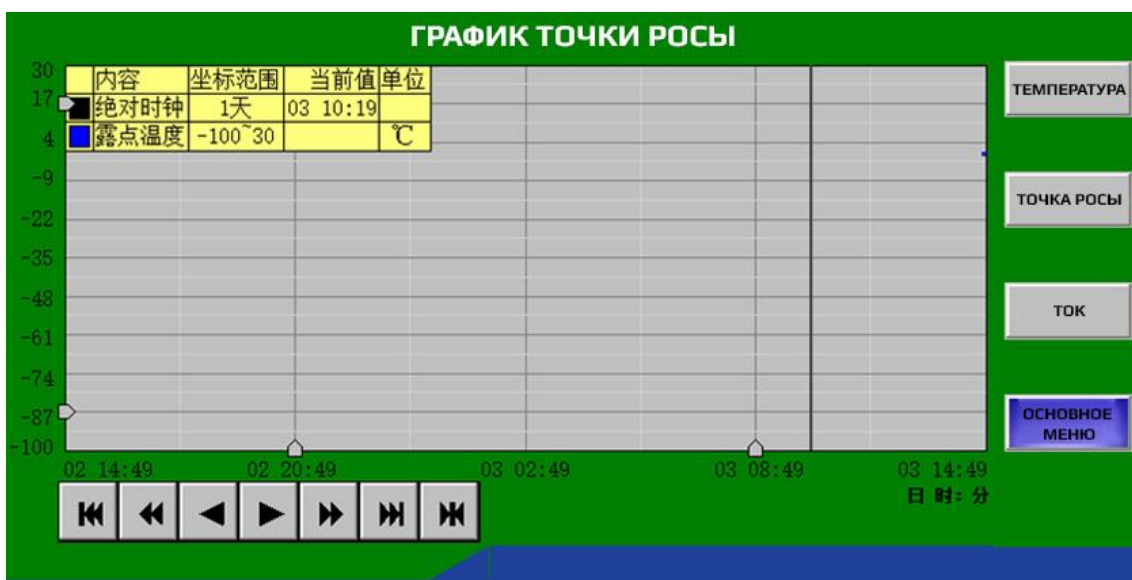 ГРАФИК ТОЧКИ РОСЫ
内容 坐标范围 当前值 单位
绝对时钟 1天 03 10:19
露点温度 -100~30 ℃
30
17
4
-9
-22
-35
-48
-61
-74
-87
-100
02 14:49 02 20:49 03 02:49 03 08:49 03 14:49
日 时: 分
ТЕМПЕРАТУРА
ТОЧКА РОСЫ
ТОК
ОСНОВНОЕ
МЕНЮ